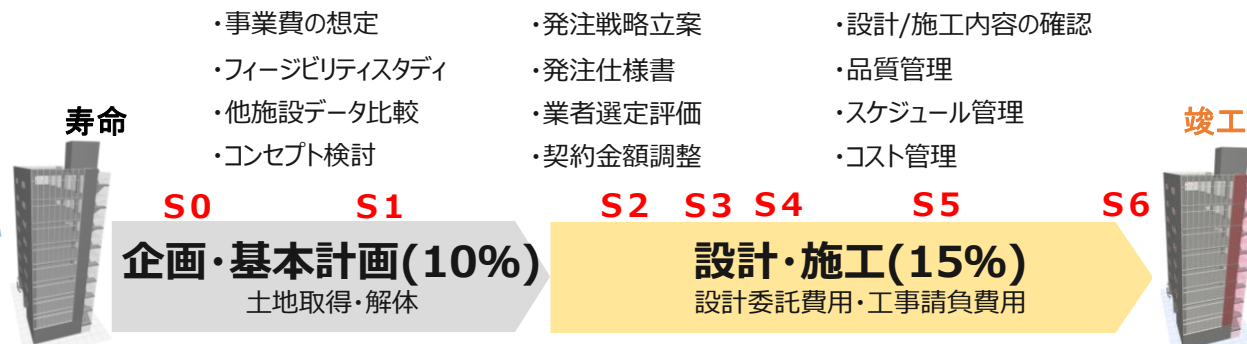 ・事業費の想定
・フィージビリティスタディ
・他施設データ比較
・コンセプト検討
・発注戦略立案
・発注仕様書
・業者選定評価
・契約金額調整
・設計/施工内容の確認
・品質管理
・スケジュール管理
・コスト管理
寿命
竣工
S0 S1 S2 S3 S4 S5 S6
企画・基本計画(10%)
土地取得・解体
設計・施工(15%)
設計委託費用・工事請負費用